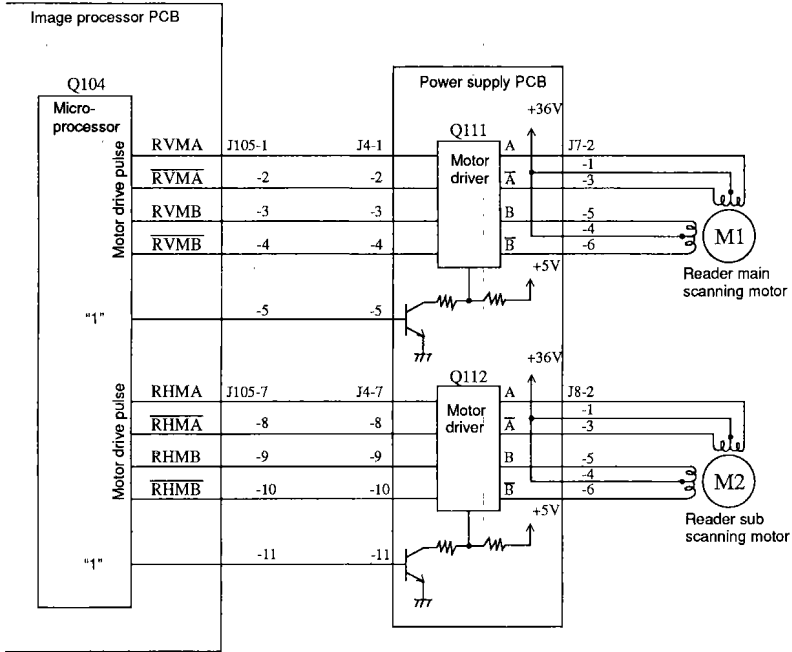 Image processor PCB
Q104
Micro-
processor
Motor drive pulse
RVMA J105-1 J4-1
R̅V̅M̅A̅ -2 -2
RVMB -3 -3
R̅V̅M̅B̅ -4 -4
"1" -5 -5
Power supply PCB
+36V
Q111
Motor
driver
A J7-2
-1
A̅ -3
B -5
-4
B̅ -6
+5V
M1
Reader main
scanning motor
Motor drive pulse
RHMA J105-7 J4-7
R̅H̅M̅A̅ -8 -8
RHMB -9 -9
R̅H̅M̅B̅ -10 -10
"1" -11 -11
+36V
Q112
Motor
driver
A J8-2
-1
A̅ -3
B -5
-4
B̅ -6
+5V
M2
Reader sub
scanning motor